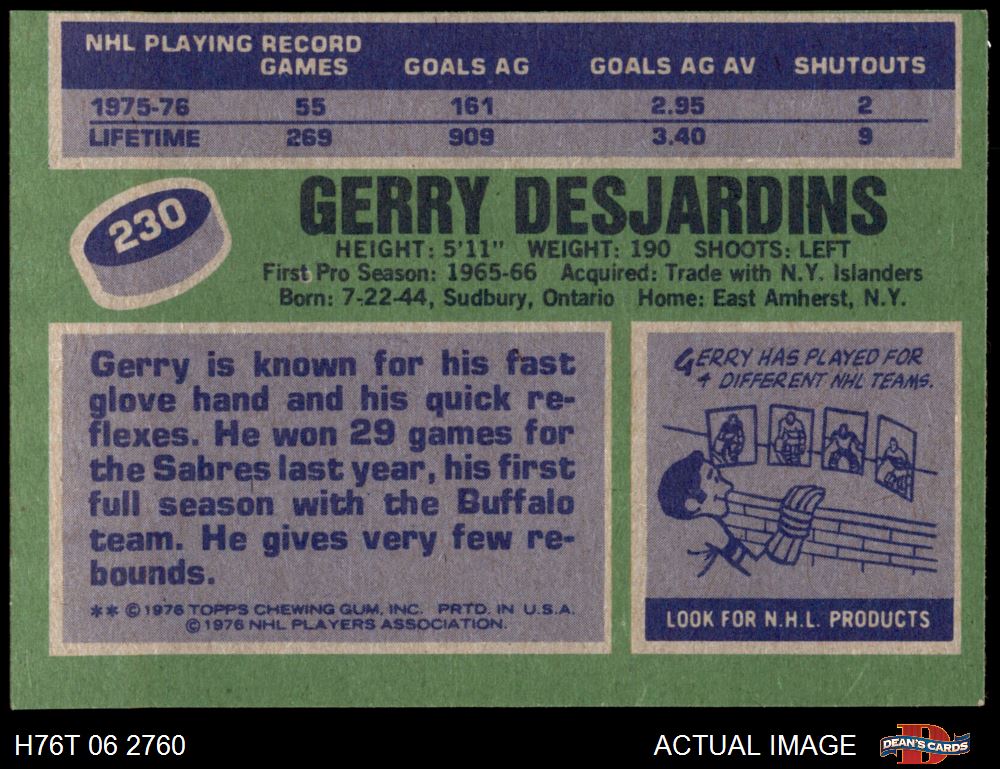 NHL PLAYING RECORD
GAMES GOALS AG GOALS AG AV SHUTOUTS
1975-76 55 161 2.95 2
LIFETIME 269 909 3.40 9
230
GERRY DESJARDINS
HEIGHT: 5'11" WEIGHT: 190 SHOOTS: LEFT
First Pro Season: 1965-66 Acquired: Trade with N.Y. Islanders
Born: 7-22-44, Sudbury, Ontario Home: East Amherst, N.Y.
Gerry is known for his fast
glove hand and his quick re-
flexes. He won 29 games for
the Sabres last year, his first
full season with the Buffalo
team. He gives very few re-
bounds.
** © 1976 TOPPS CHEWING GUM, INC. PRTD. IN U.S.A.
© 1976 NHL PLAYERS ASSOCIATION.
GERRY HAS PLAYED FOR
4 DIFFERENT NHL TEAMS.
LOOK FOR N.H.L. PRODUCTS
H76T 06 2760
ACTUAL IMAGE
D
DEAN'S CARDS